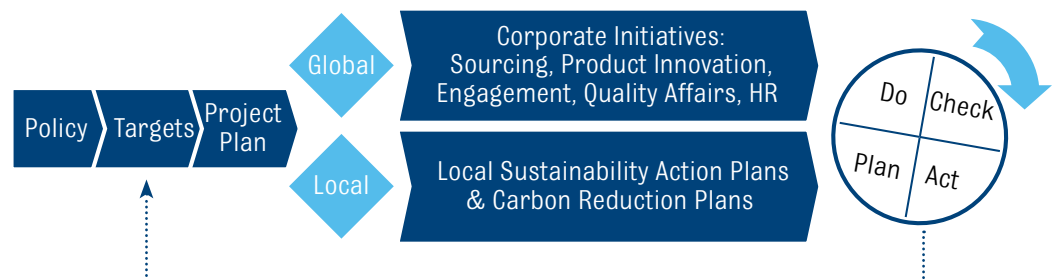 Policy
Targets
Project
Plan
Global
Corporate Initiatives:
Sourcing, Product Innovation,
Engagement, Quality Affairs, HR
Local
Local Sustainability Action Plans
& Carbon Reduction Plans
Do
Check
Plan
Act